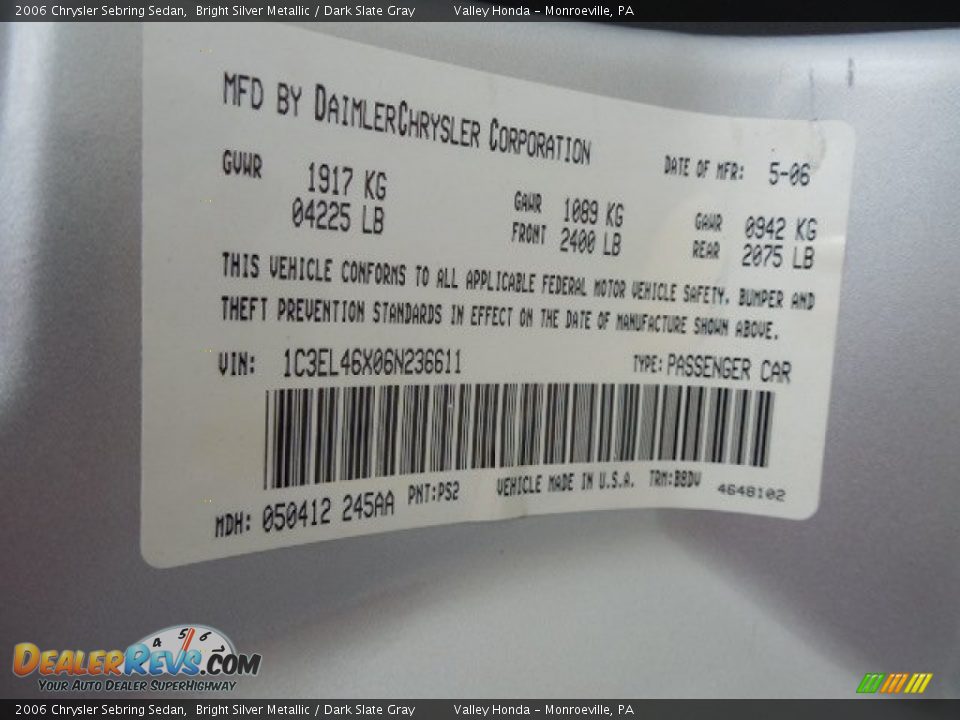 2006 Chrysler Sebring Sedan,  Bright Silver Metallic / Dark Slate Gray        Valley Honda - Monroeville, PA
MFD BY DAIMLERCHRYSLER CORPORATION
DATE OF MFR: 5-06
GVWR 1917 KG
04225 LB
GAWR 1089 KG
FRONT 2400 LB
GAWR 0942 KG
REAR 2075 LB
THIS VEHICLE CONFORMS TO ALL APPLICABLE FEDERAL MOTOR VEHICLE SAFETY, BUMPER AND
THEFT PREVENTION STANDARDS IN EFFECT ON THE DATE OF MANUFACTURE SHOWN ABOVE.
VIN: 1C3EL46X06N236611 TYPE: PASSENGER CAR
MDH: 050412 245AA PNT:PS2 VEHICLE MADE IN U.S.A. TRM:B8DV 4648102
4 5 6
DEALERREVS.COM
YOUR AUTO DEALER SUPERHIGHWAY
2006 Chrysler Sebring Sedan,  Bright Silver Metallic / Dark Slate Gray        Valley Honda - Monroeville, PA